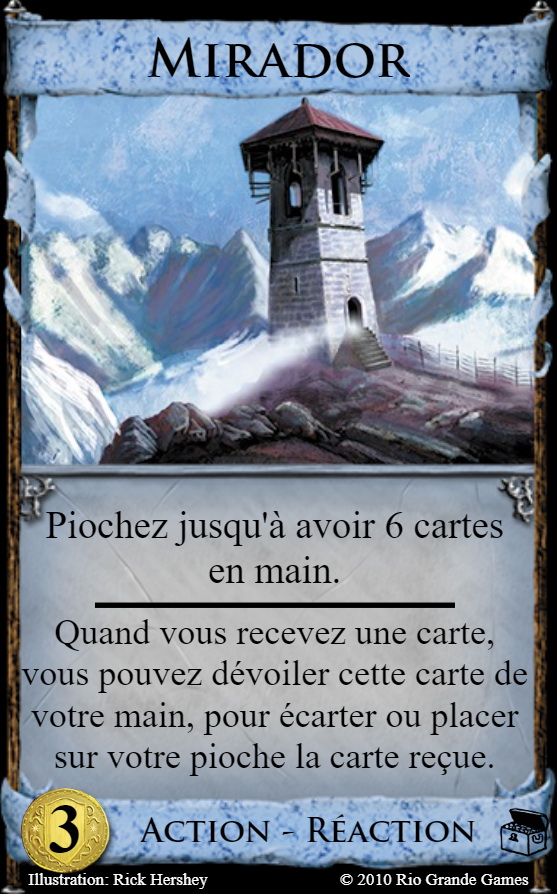 Mirador
Piochez jusqu'à avoir 6 cartes
en main.
Quand vous recevez une carte,
vous pouvez dévoiler cette carte de
votre main, pour écarter ou placer
sur votre pioche la carte reçue.
3
Action - Réaction
Illustration: Rick Hershey
© 2010 Rio Grande Games